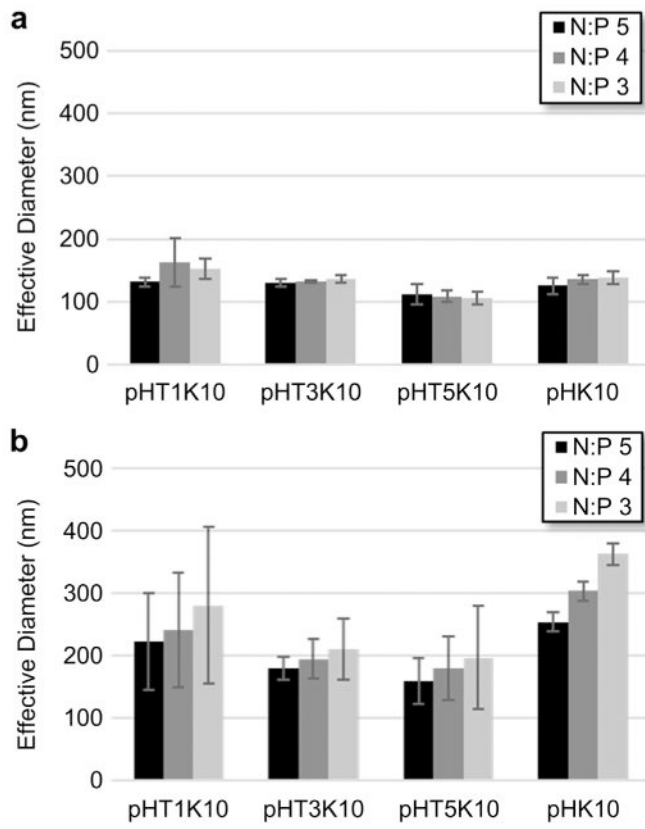 a
N:P 5
N:P 4
N:P 3
Effective Diameter (nm)
500
400
300
200
100
0
pHT1K10 pHT3K10 pHT5K10 pHK10
b
N:P 5
N:P 4
N:P 3
Effective Diameter (nm)
500
400
300
200
100
0
pHT1K10 pHT3K10 pHT5K10 pHK10